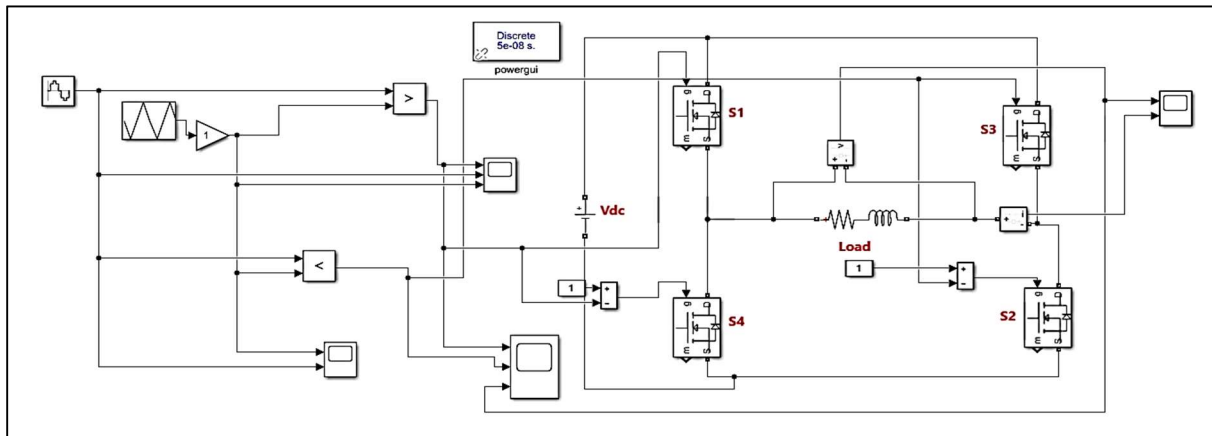 Discrete
5e-08 s.
powergui
>
1
S1
S3
g
D
m
S
g
D
m
S
v
+
-
+
Vdc
+
i
+
-
<
Load
1
+
-
1
+
-
S4
S2
g
D
m
S
g
D
m
S